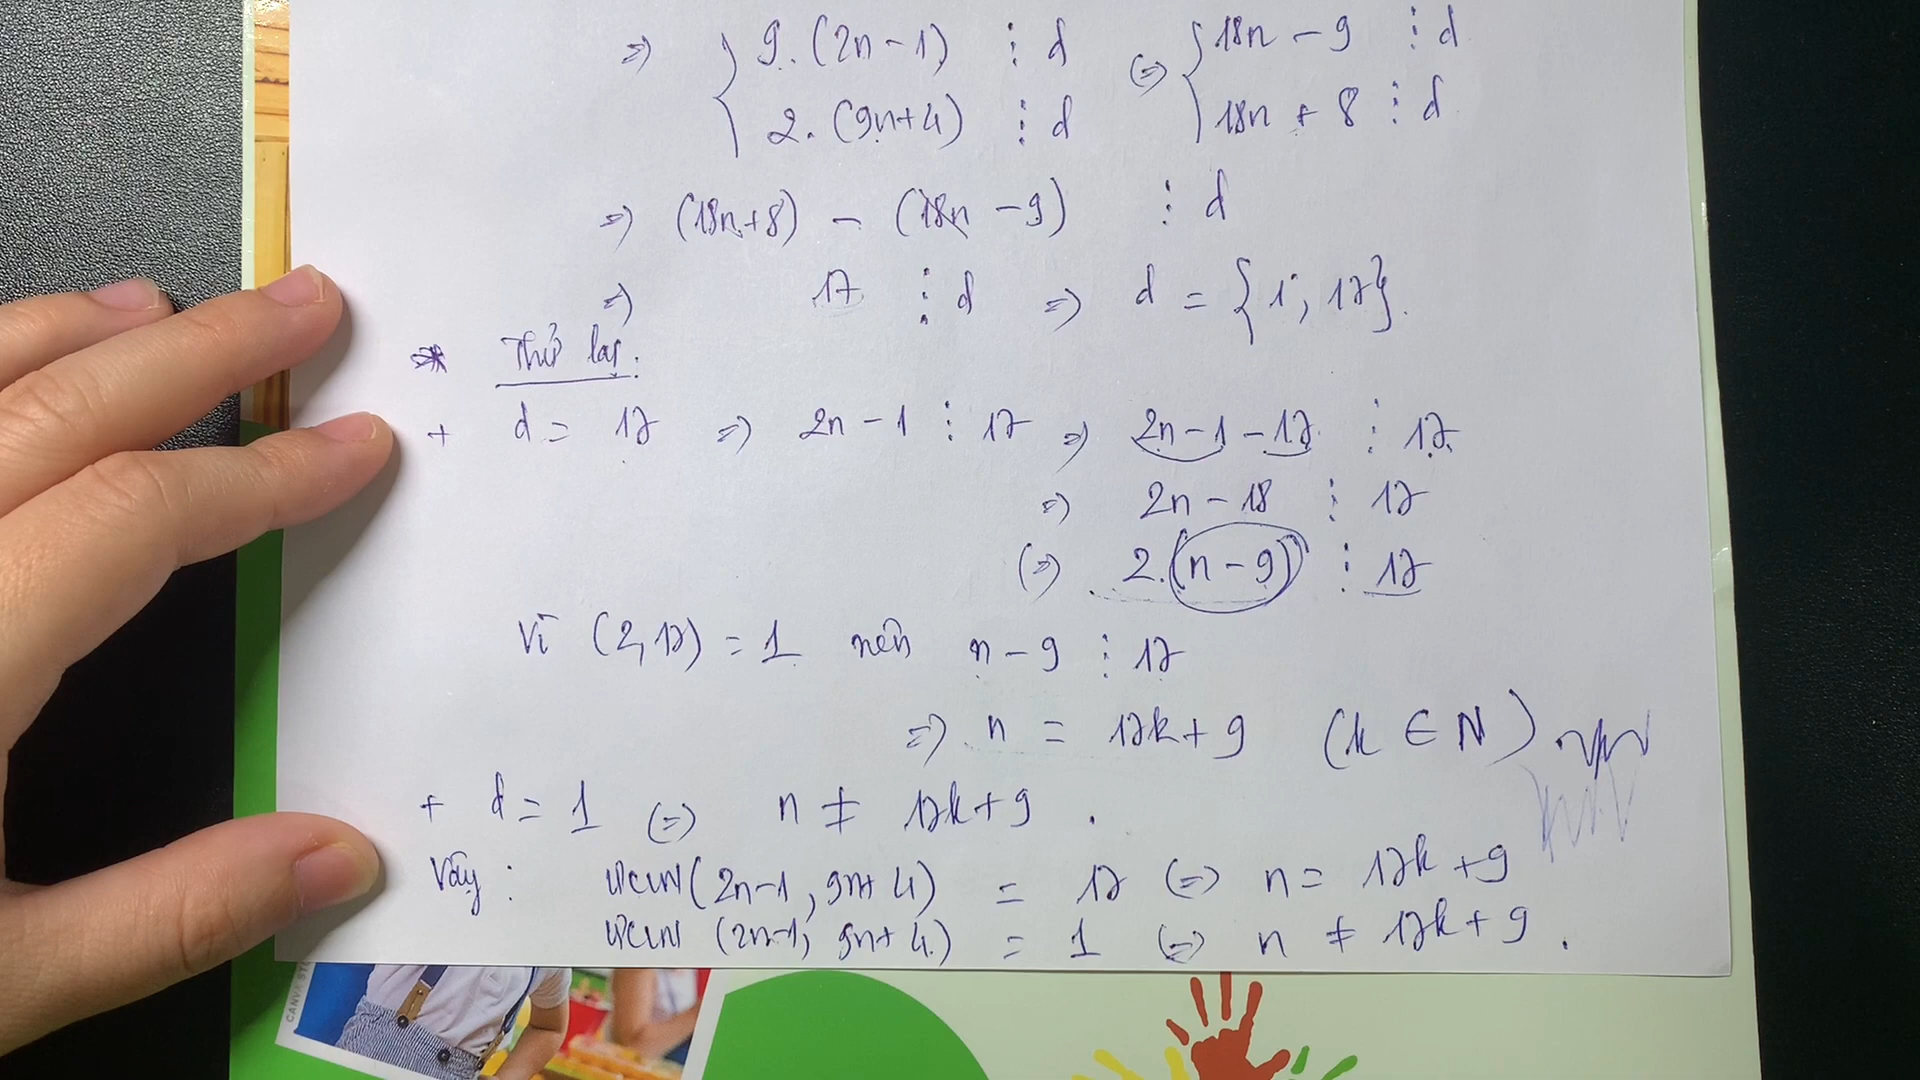 => { 9.(2n-1) ⋮ d (=> { 18n - 9 ⋮ d
2.(9n+4) ⋮ d 18n + 8 ⋮ d
=> (18n+8) - (18n - 9) ⋮ d
=> 17 ⋮ d => d = {1; 17}.
* Thử lại:
+ d = 17 => 2n - 1 ⋮ 17 => 2n-1-17 ⋮ 17
=> 2n - 18 ⋮ 17
(=> 2.(n-9) ⋮ 17
Vì (2,17) = 1 nên n - 9 ⋮ 17
=> n = 17k + 9 (k ∈ N)
+ d = 1 (=> n ≠ 17k + 9 .
Vậy : ƯCLN(2n-1, 9n+4) = 17 (=> n = 17k + 9
ƯCLN (2n-1, 9n+4) = 1 (=> n ≠ 17k + 9 .